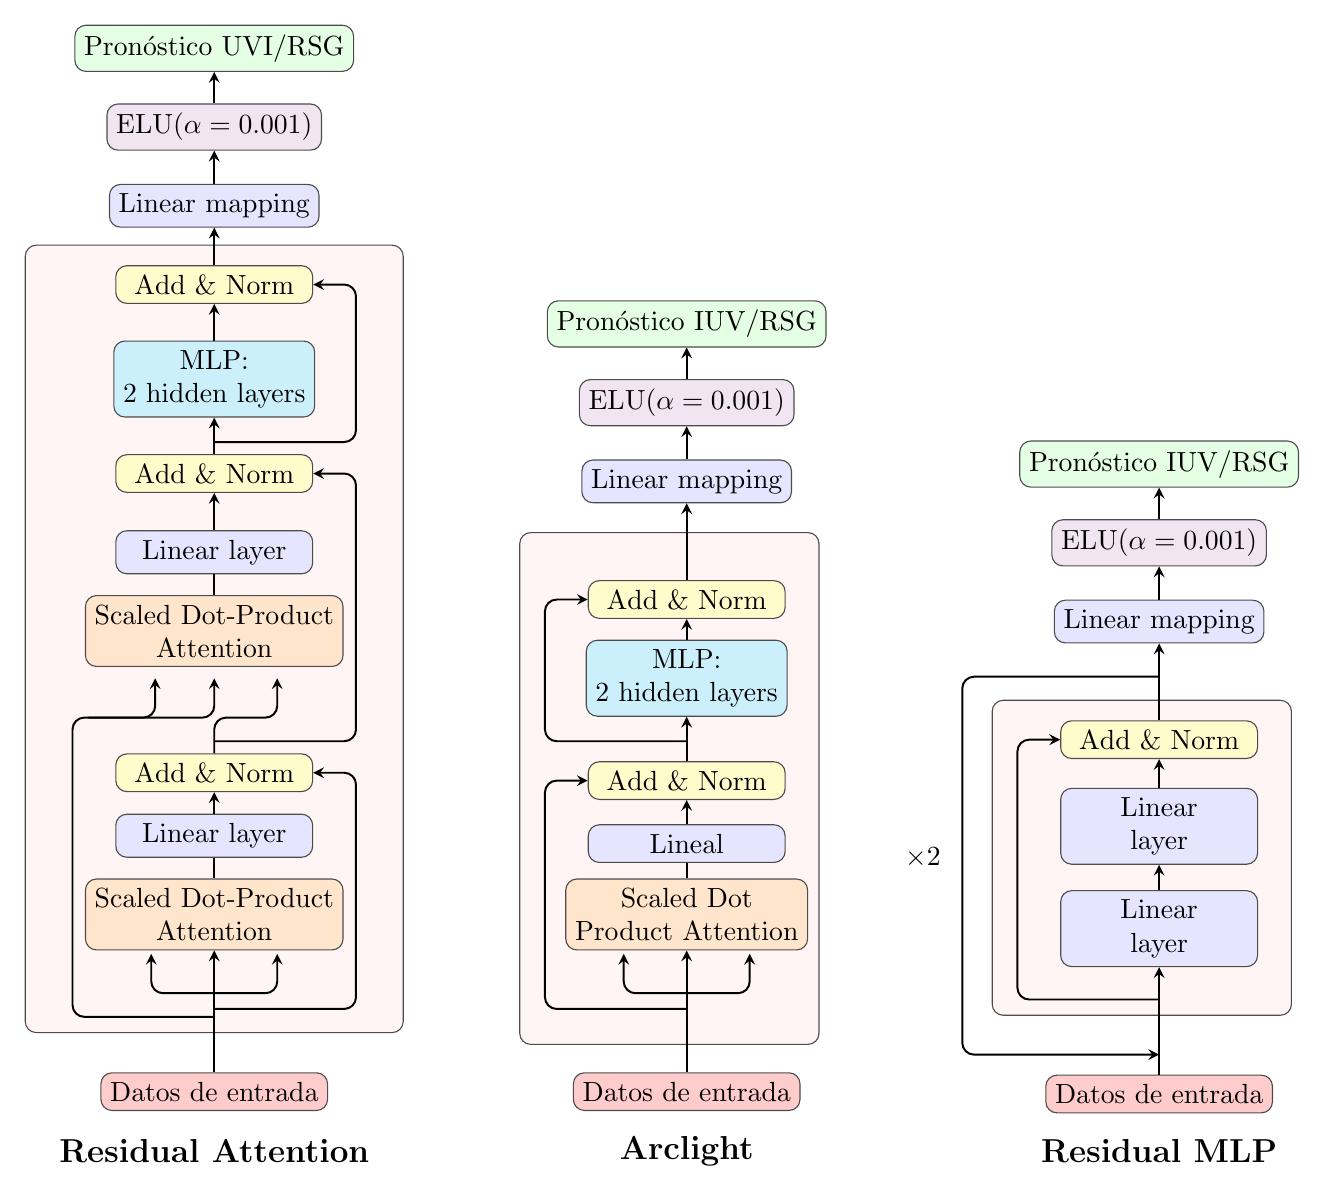 Pronóstico UVI/RSG
ELU(α = 0.001)
Linear mapping
Add & Norm
MLP:
2 hidden layers
Add & Norm
Linear layer
Scaled Dot-Product
Attention
Add & Norm
Linear layer
Scaled Dot-Product
Attention
Datos de entrada
Residual Attention
Pronóstico IUV/RSG
ELU(α = 0.001)
Linear mapping
Add & Norm
MLP:
2 hidden layers
Add & Norm
Lineal
Scaled Dot
Product Attention
Datos de entrada
Arclight
Pronóstico IUV/RSG
ELU(α = 0.001)
Linear mapping
Add & Norm
Linear
layer
×2
Linear
layer
Datos de entrada
Residual MLP